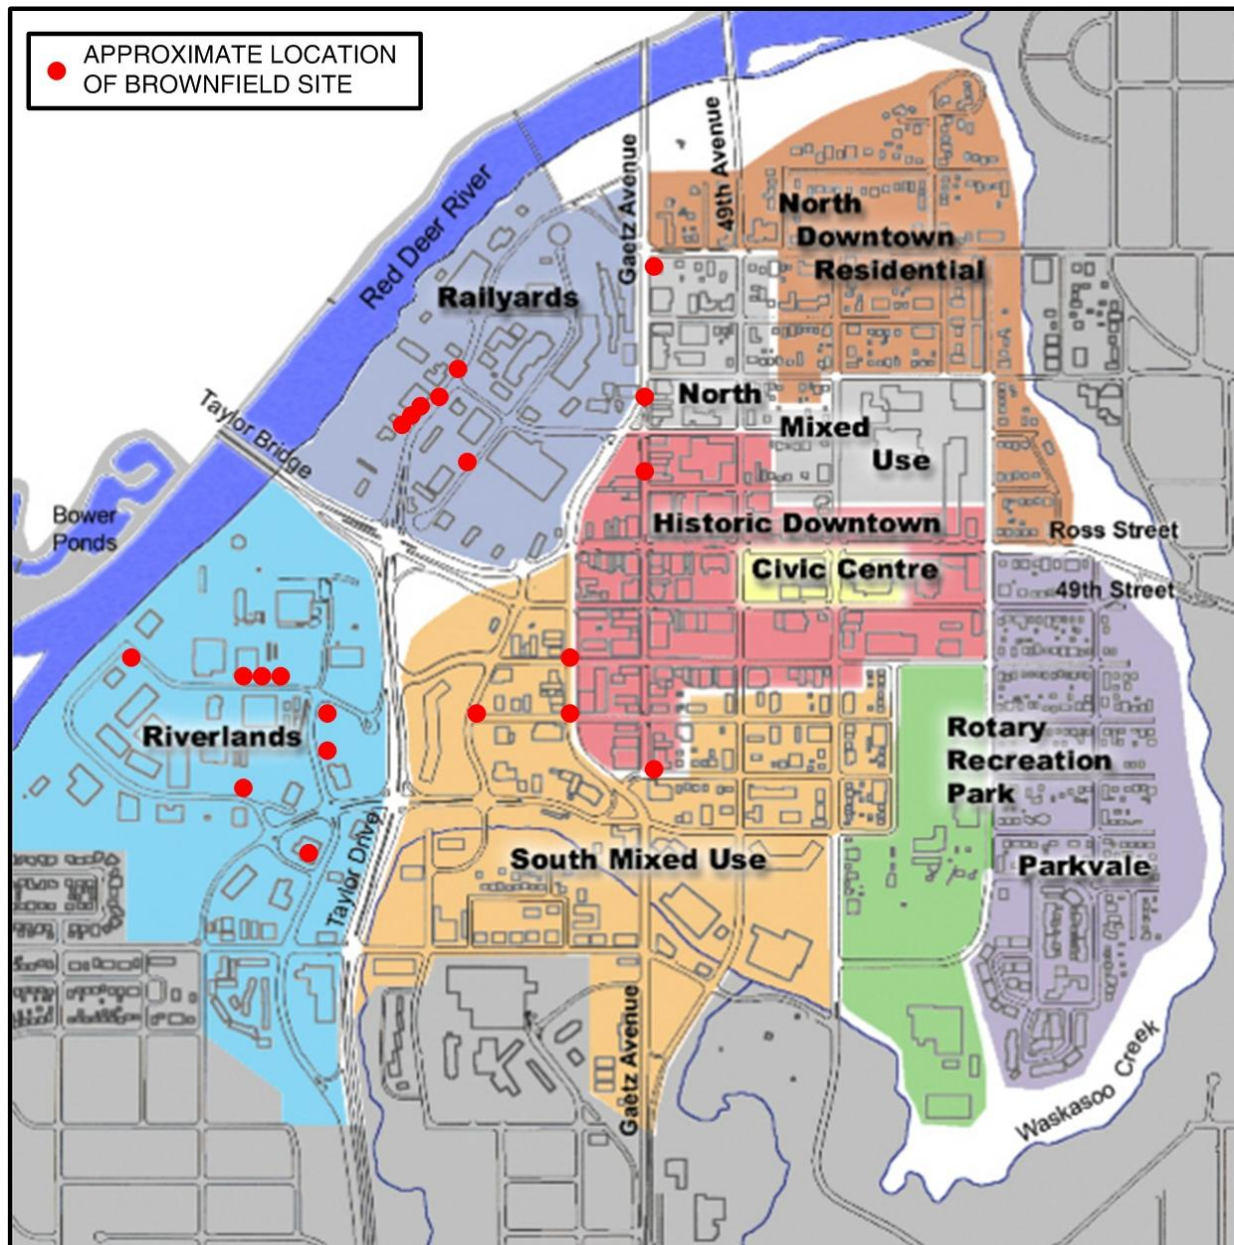 APPROXIMATE LOCATION
OF BROWNFIELD SITE
Red Deer River
Gaetz Avenue
49th Avenue
North
Downtown
Residential
Railyards
Taylor Bridge
North
Mixed
Use
Bower
Ponds
Historic Downtown
Ross Street
Civic Centre
49th Street
Riverlands
Rotary
Recreation
Park
Taylor Drive
South Mixed Use
Parkvale
Gaetz Avenue
Waskasoo Creek